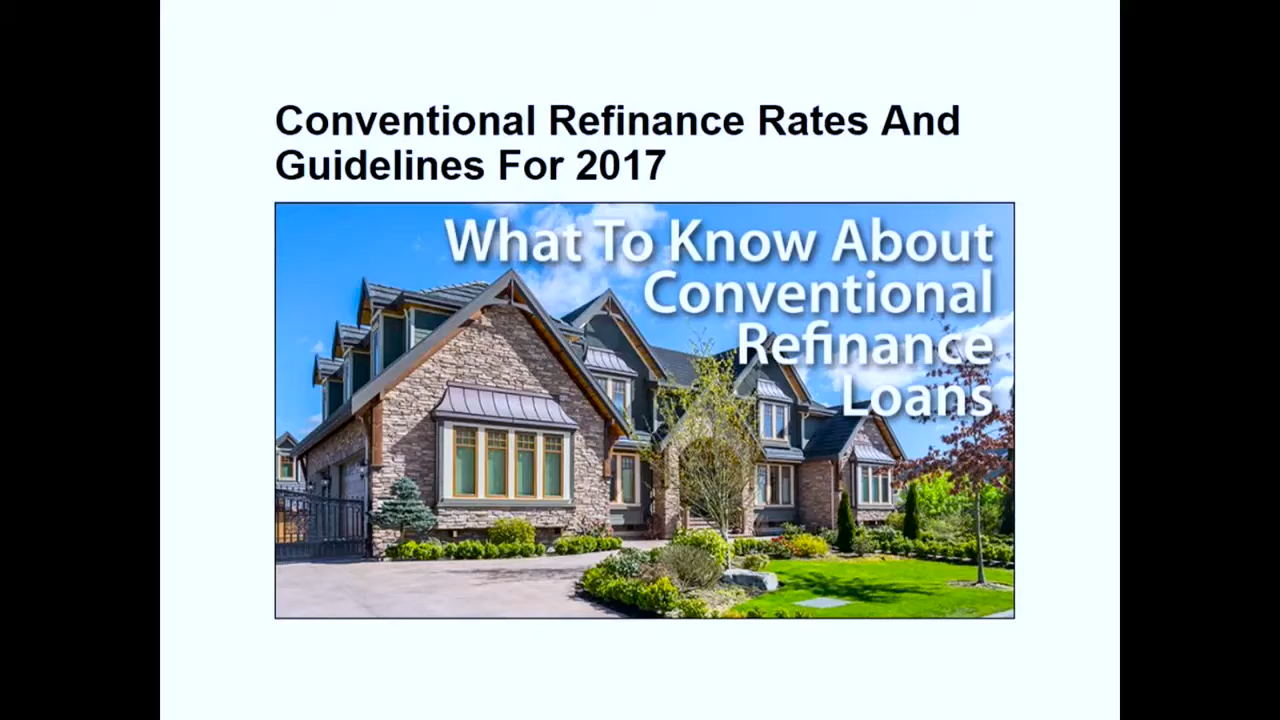 Conventional Refinance Rates And
Guidelines For 2017
What To Know About
Conventional
Refinance
Loans